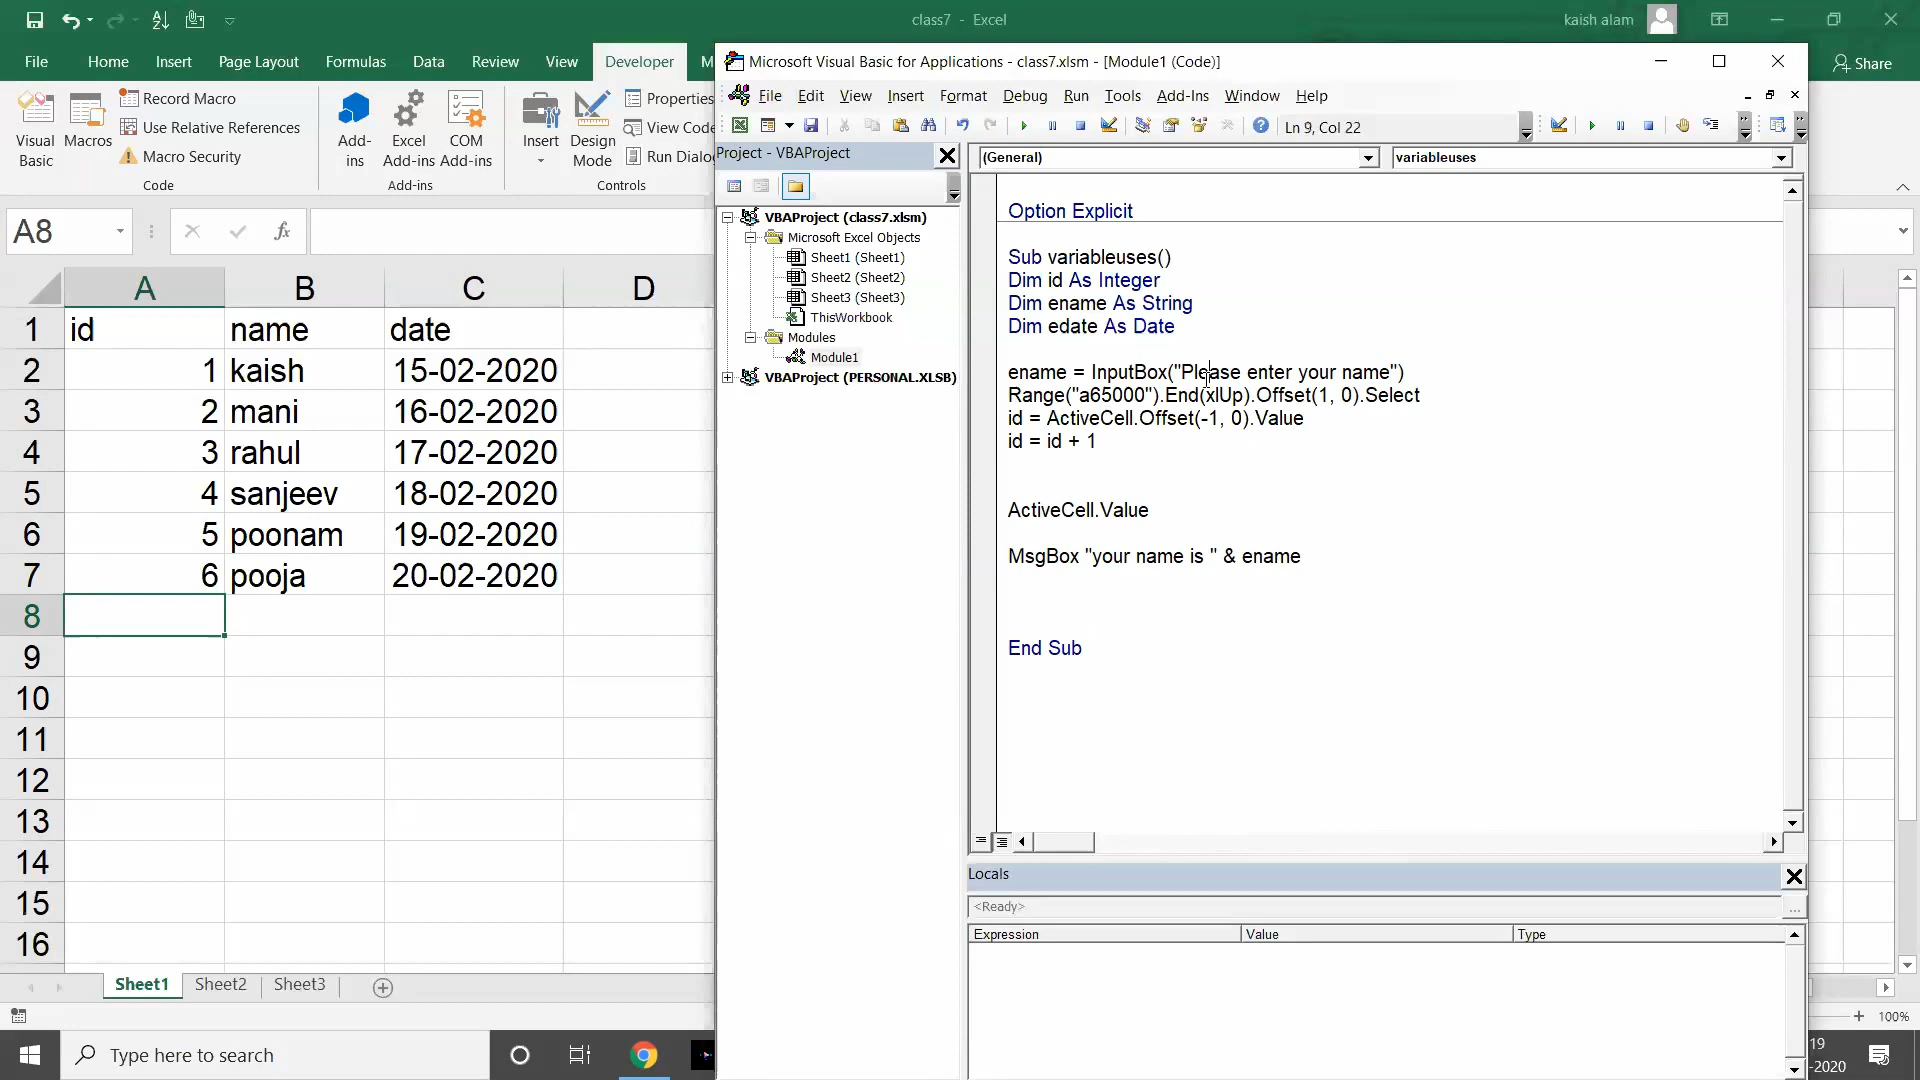 class7 - Excel
kaish alam
File Home Insert Page Layout Formulas Data Review View Developer M
Share
Visual Basic
Macros
Record Macro
Use Relative References
Macro Security
Code
Add-ins
Excel Add-ins
COM Add-ins
Add-ins
Insert
Design Mode
Properties
View Code
Run Dialo
Controls
A8
fx
A B C D
1 id name date
2 1 kaish 15-02-2020
3 2 mani 16-02-2020
4 3 rahul 17-02-2020
5 4 sanjeev 18-02-2020
6 5 poonam 19-02-2020
7 6 pooja 20-02-2020
8
9
10
11
12
13
14
15
16
Sheet1 Sheet2 Sheet3
Type here to search
Microsoft Visual Basic for Applications - class7.xlsm - [Module1 (Code)]
File Edit View Insert Format Debug Run Tools Add-Ins Window Help
Ln 9, Col 22
Project - VBAProject
VBAProject (class7.xlsm)
Microsoft Excel Objects
Sheet1 (Sheet1)
Sheet2 (Sheet2)
Sheet3 (Sheet3)
ThisWorkbook
Modules
Module1
VBAProject (PERSONAL.XLSB)
(General) variableuses
Option Explicit
Sub variableuses()
Dim id As Integer
Dim ename As String
Dim edate As Date
ename = InputBox("Please enter your name")
Range("a65000").End(xlUp).Offset(1, 0).Select
id = ActiveCell.Offset(-1, 0).Value
id = id + 1
ActiveCell.Value
MsgBox "your name is " & ename
End Sub
Locals
<Ready>
...
Expression Value Type
100%
19
-2020